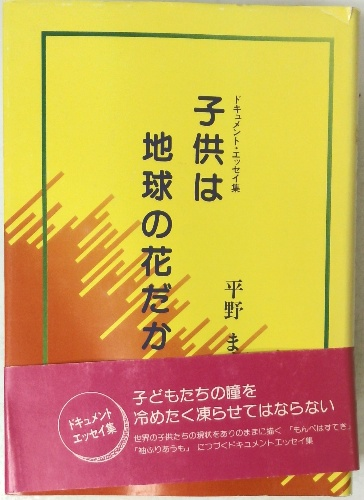 ドキュメント・エッセイ集
子供は
地球の花だか
平野 ま
ドキュメント
エッセイ集
子どもたちの瞳を
冷めたく凍らせてはならない
世界の子供たちの現状をありのままに描く 「もんぺはすてき」
「袖ふりあうも」 につづくドキュメントエッセイ集